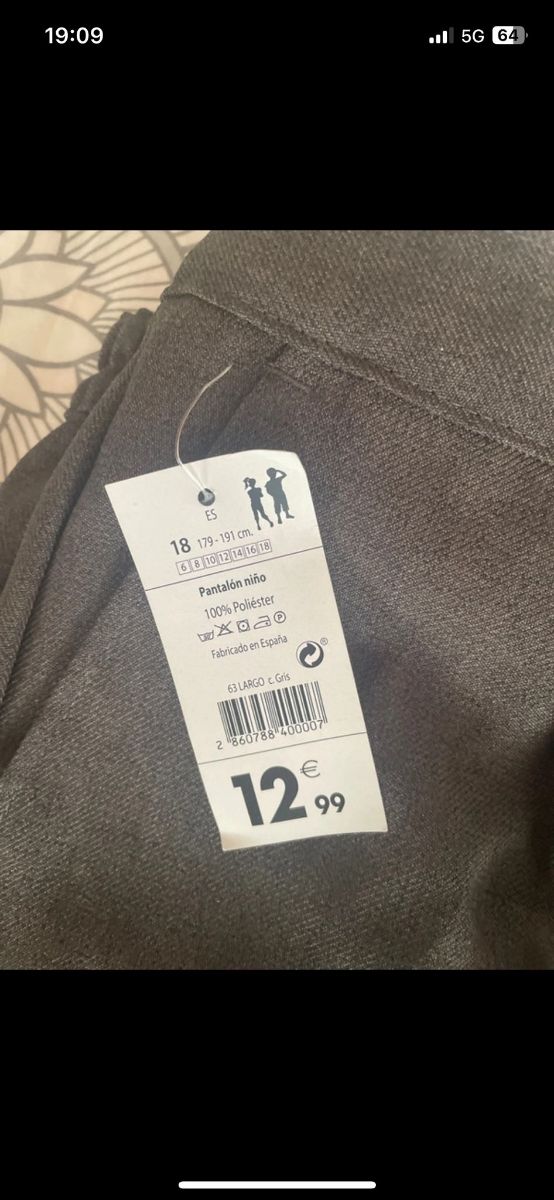 19:09
5G 64
ES
18 179-191 cm.
6 8 10 12 14 16 18
Pantalón niño
100% Poliéster
P
Fabricado en España
®
63 LARGO c. Gris
2 860788 400007
12 € 99